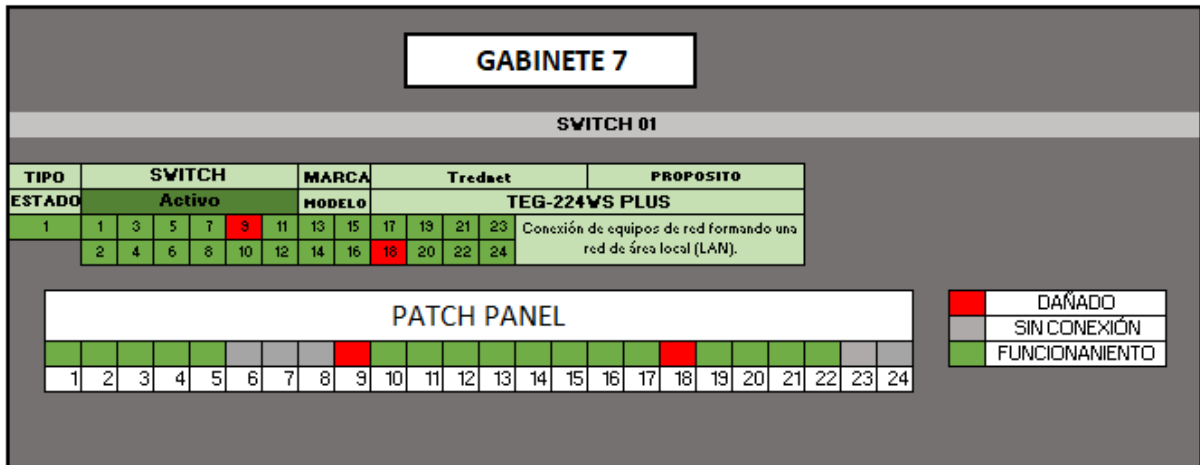 GABINETE 7
SWITCH 01
TIPO SWITCH MARCA Trednet PROPOSITO
ESTADO Activo MODELO TEG-224WS PLUS
1 1 3 5 7 9 11 13 15 17 19 21 23 Conexión de equipos de red formando una
2 4 6 8 10 12 14 16 18 20 22 24 red de área local (LAN).
PATCH PANEL
1 2 3 4 5 6 7 8 9 10 11 12 13 14 15 16 17 18 19 20 21 22 23 24
DAÑADO
SIN CONEXIÓN
FUNCIONANIENTO